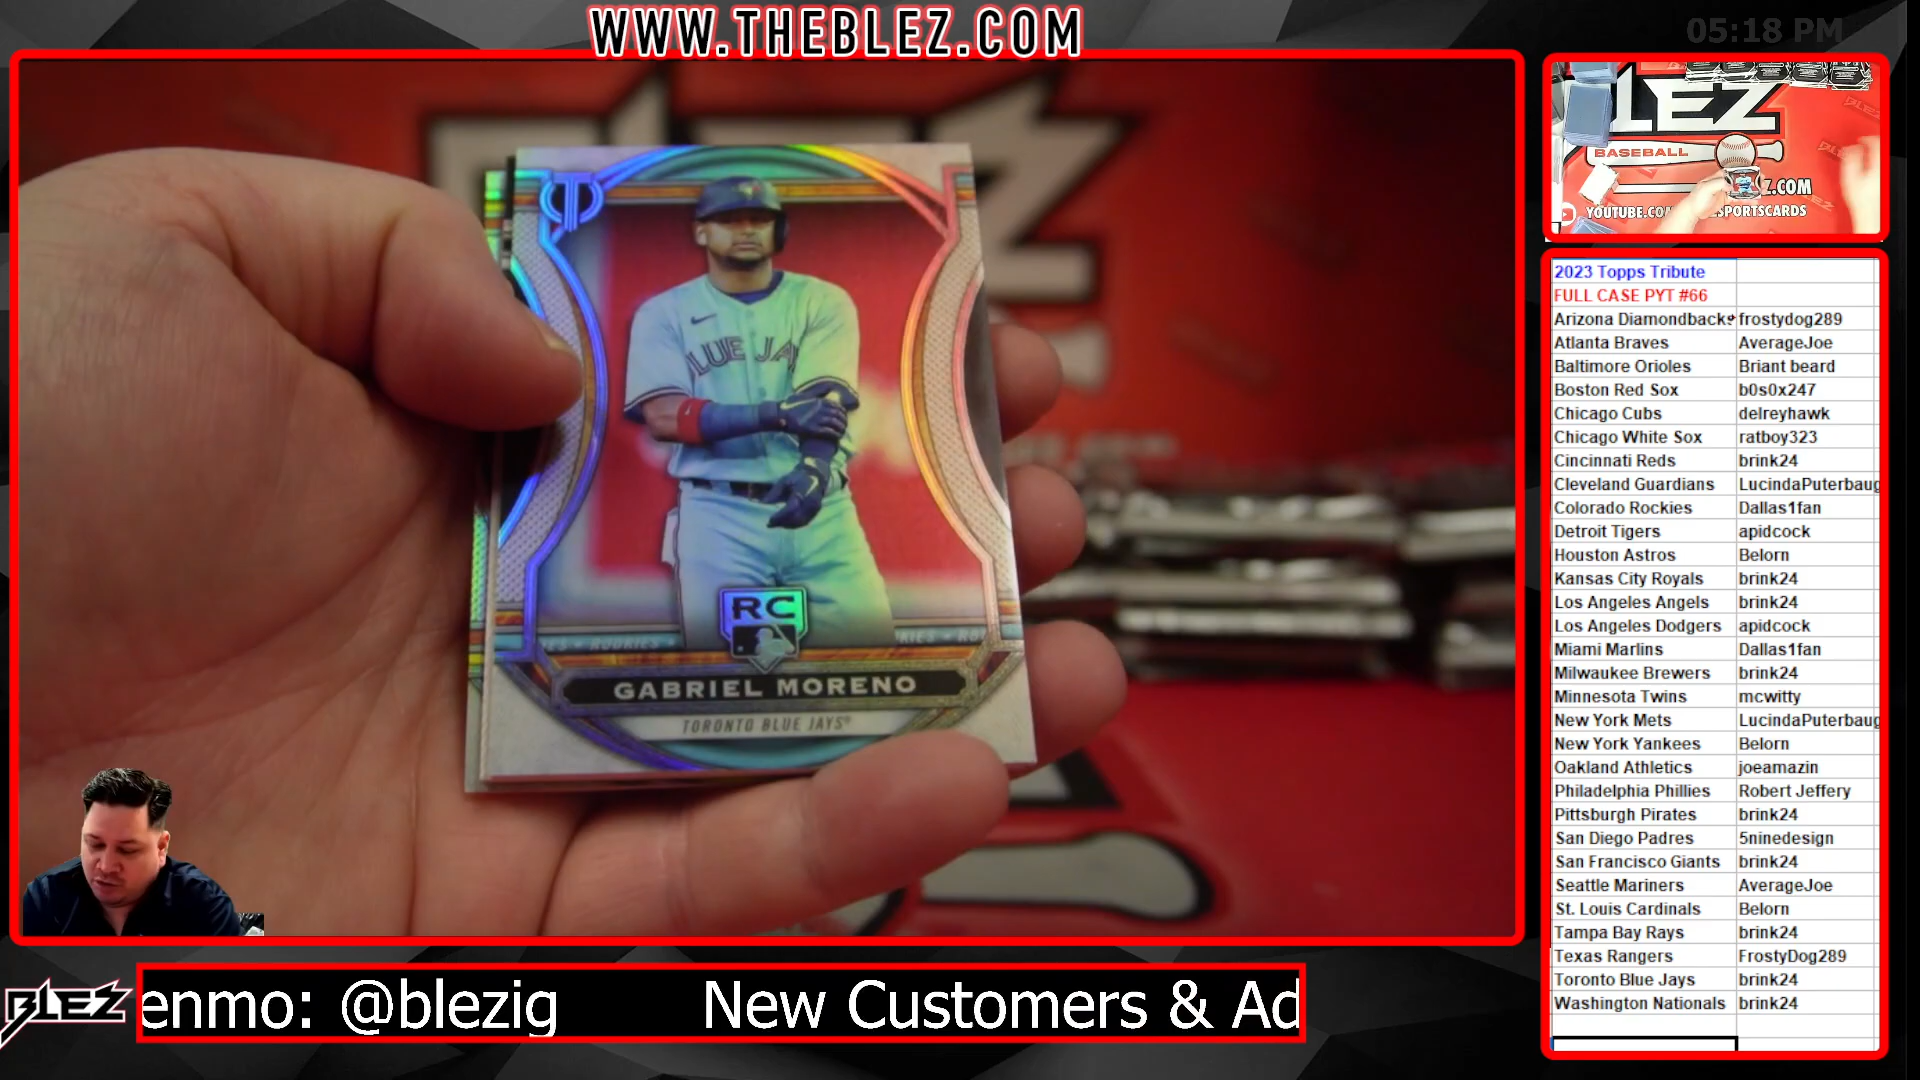 WWW.THEBLEZ.COM
05:18 PM
BLUE JA
RC
GABRIEL MORENO
TORONTO BLUE JAYS
LEZ
BASEBALL
Z.COM
YOUTUBE.CO
SPORTSCARDS
2023 Topps Tribute
FULL CASE PYT #66
Arizona Diamondbacks frostydog289
Atlanta Braves AverageJoe
Baltimore Orioles Briant beard
Boston Red Sox b0s0x247
Chicago Cubs delreyhawk
Chicago White Sox ratboy323
Cincinnati Reds brink24
Cleveland Guardians LucindaPuterbaug
Colorado Rockies Dallas1fan
Detroit Tigers apidcock
Houston Astros Belorn
Kansas City Royals brink24
Los Angeles Angels brink24
Los Angeles Dodgers apidcock
Miami Marlins Dallas1fan
Milwaukee Brewers brink24
Minnesota Twins mcwitty
New York Mets LucindaPuterbaug
New York Yankees Belorn
Oakland Athletics joeamazin
Philadelphia Phillies Robert Jeffery
Pittsburgh Pirates brink24
San Diego Padres 5ninedesign
San Francisco Giants brink24
Seattle Mariners AverageJoe
St. Louis Cardinals Belorn
Tampa Bay Rays brink24
Texas Rangers FrostyDog289
Toronto Blue Jays brink24
Washington Nationals brink24
BLEZ
enmo: @blezig New Customers & Ad